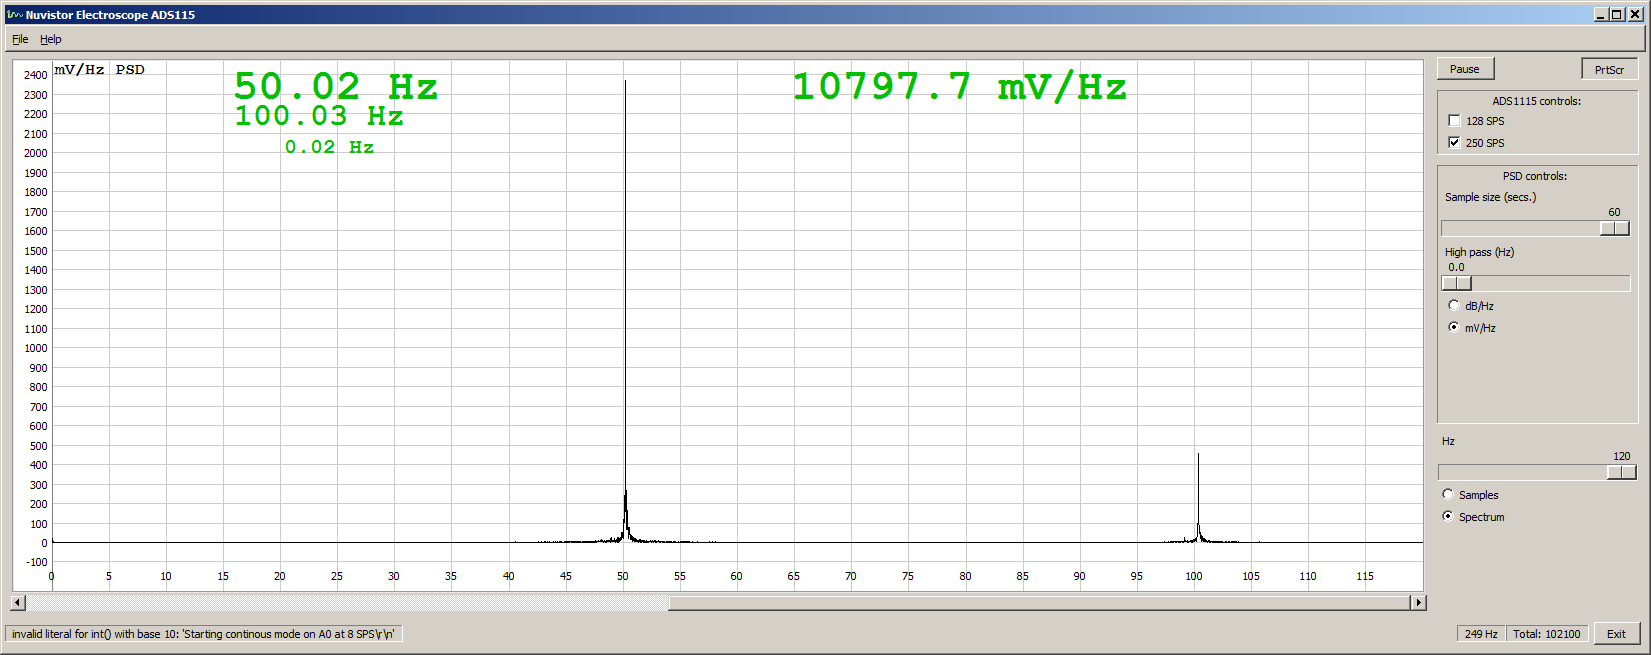 Nuvistor Electroscope ADS115
File Help
mV/Hz PSD
50.02 Hz
10797.7 mV/Hz
100.03 Hz
0.02 Hz
2400
2300
2200
2100
2000
1900
1800
1700
1600
1500
1400
1300
1200
1100
1000
900
800
700
600
500
400
300
200
100
0
-100
0 5 10 15 20 25 30 35 40 45 50 55 60 65 70 75 80 85 90 95 100 105 110 115
Pause PrtScr
ADS1115 controls:
128 SPS
250 SPS
PSD controls:
Sample size (secs.)
60
High pass (Hz)
0.0
dB/Hz
mV/Hz
Hz
120
Samples
Spectrum
invalid literal for int() with base 10: 'Starting continous mode on A0 at 8 SPS\r\n'
249 Hz Total: 102100 Exit